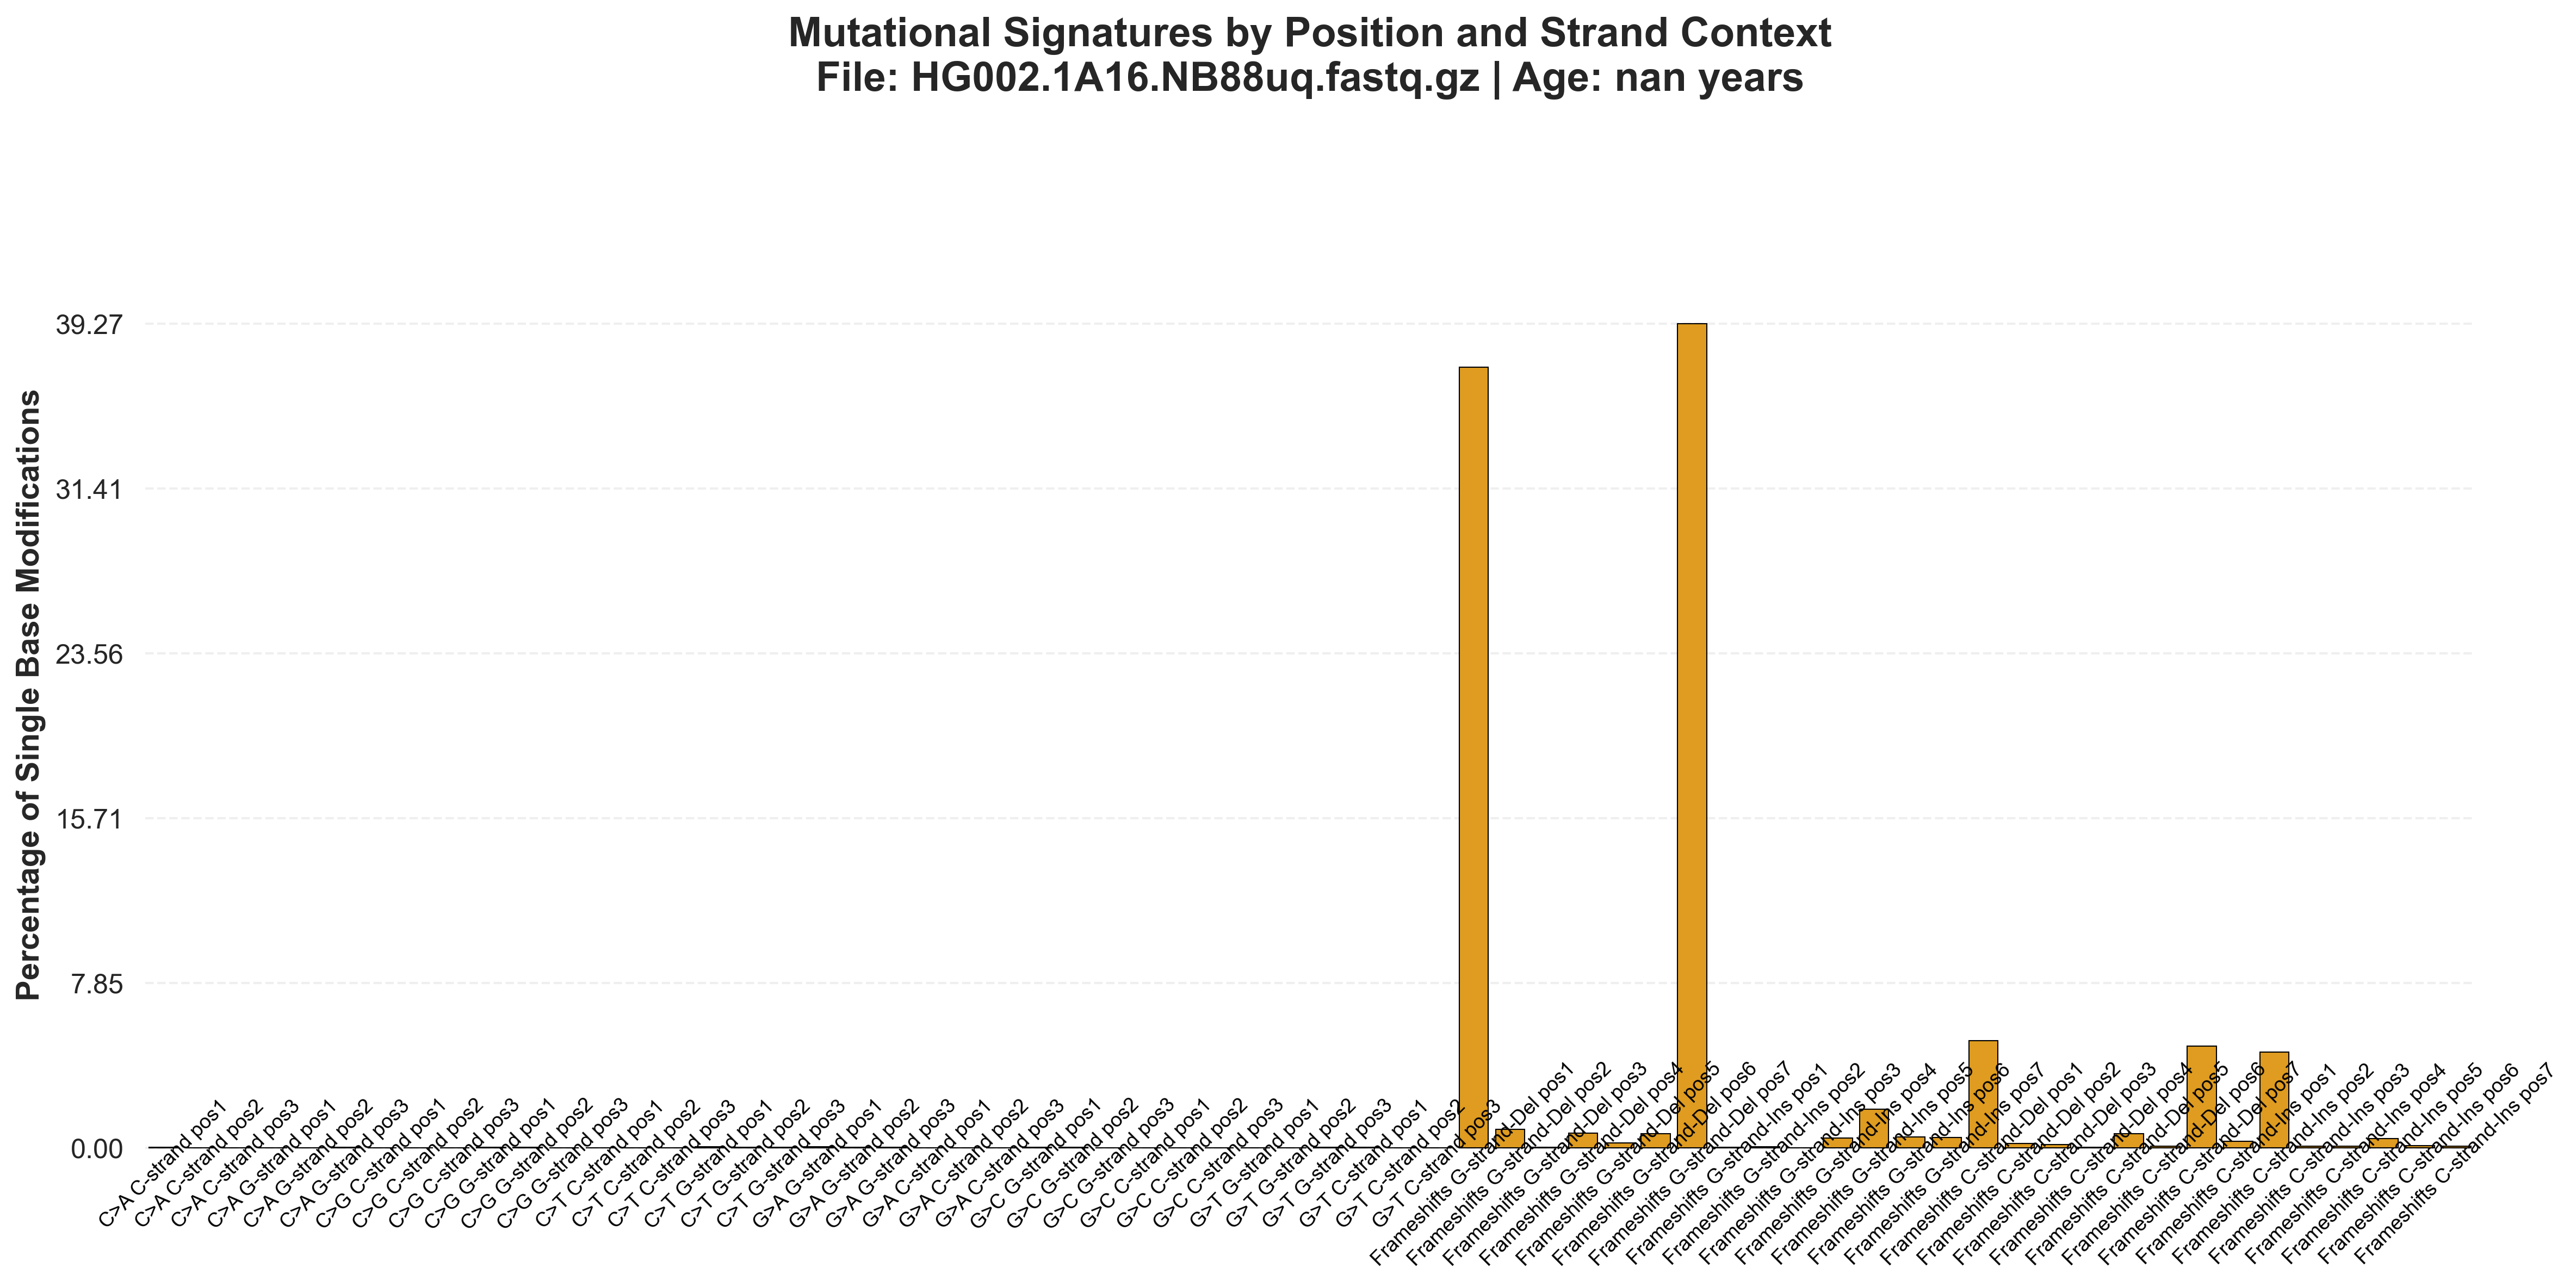 Mutational Signatures by Position and Strand Context
File: HG002.1A16.NB88uq.fastq.gz | Age: nan years
Percentage of Single Base Modifications
39.27
31.41
23.56
15.71
7.85
0.00
C>A C-strand pos1
C>A C-strand pos2
C>A C-strand pos3
C>A G-strand pos1
C>A G-strand pos2
C>A G-strand pos3
C>G C-strand pos1
C>G C-strand pos2
C>G C-strand pos3
C>G G-strand pos1
C>G G-strand pos2
C>G G-strand pos3
C>T C-strand pos1
C>T C-strand pos2
C>T C-strand pos3
C>T G-strand pos1
C>T G-strand pos2
C>T G-strand pos3
G>A G-strand pos1
G>A G-strand pos2
G>A G-strand pos3
G>A C-strand pos1
G>A C-strand pos2
G>A C-strand pos3
G>C G-strand pos1
G>C G-strand pos2
G>C G-strand pos3
G>C C-strand pos1
G>C C-strand pos2
G>C C-strand pos3
G>T G-strand pos1
G>T G-strand pos2
G>T G-strand pos3
G>T C-strand pos1
G>T C-strand pos2
G>T C-strand pos3
Frameshifts G-strand-Del pos1
Frameshifts G-strand-Del pos2
Frameshifts G-strand-Del pos3
Frameshifts G-strand-Del pos4
Frameshifts G-strand-Del pos5
Frameshifts G-strand-Del pos6
Frameshifts G-strand-Del pos7
Frameshifts G-strand-Ins pos1
Frameshifts G-strand-Ins pos2
Frameshifts G-strand-Ins pos3
Frameshifts G-strand-Ins pos4
Frameshifts G-strand-Ins pos5
Frameshifts G-strand-Ins pos6
Frameshifts G-strand-Ins pos7
Frameshifts C-strand-Del pos1
Frameshifts C-strand-Del pos2
Frameshifts C-strand-Del pos3
Frameshifts C-strand-Del pos4
Frameshifts C-strand-Del pos5
Frameshifts C-strand-Del pos6
Frameshifts C-strand-Del pos7
Frameshifts C-strand-Ins pos1
Frameshifts C-strand-Ins pos2
Frameshifts C-strand-Ins pos3
Frameshifts C-strand-Ins pos4
Frameshifts C-strand-Ins pos5
Frameshifts C-strand-Ins pos6
Frameshifts C-strand-Ins pos7